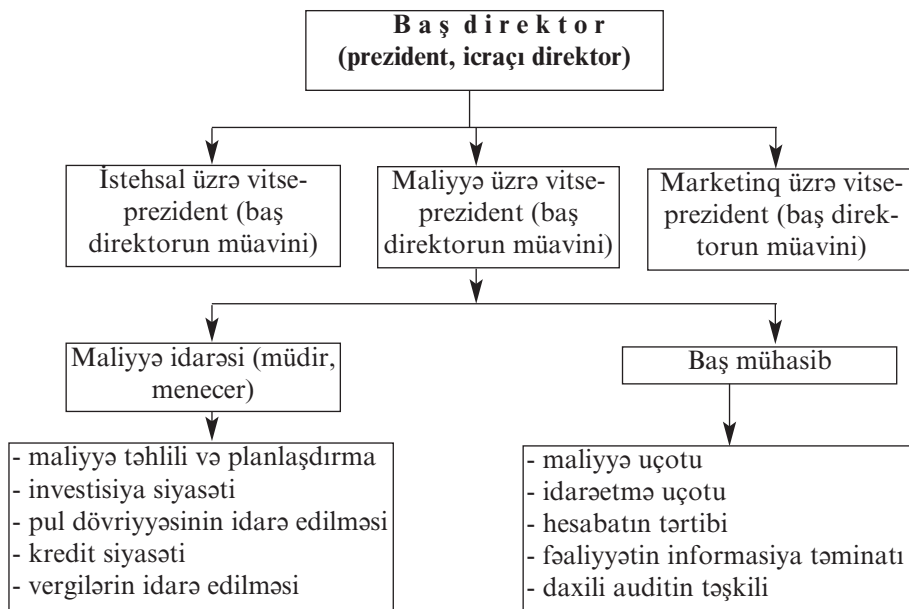 Baş direktor
(prezident, icraçı direktor)
İstehsal üzrə vitse-
prezident (baş
direktorun müavini)
Maliyyə üzrə vitse-
prezident (baş
direktorun müavini)
Marketinq üzrə vitse-
prezident (baş direk-
torun müavini)
Maliyyə idarəsi (müdir,
menecer)
Baş mühasib
- maliyyə təhlili və planlaşdırma
- investisiya siyasəti
- pul dövriyyəsinin idarə edilməsi
- kredit siyasəti
- vergilərin idarə edilməsi
- maliyyə uçotu
- idarəetmə uçotu
- hesabatın tərtibi
- fəaliyyətin informasiya təminatı
- daxili auditin təşkili